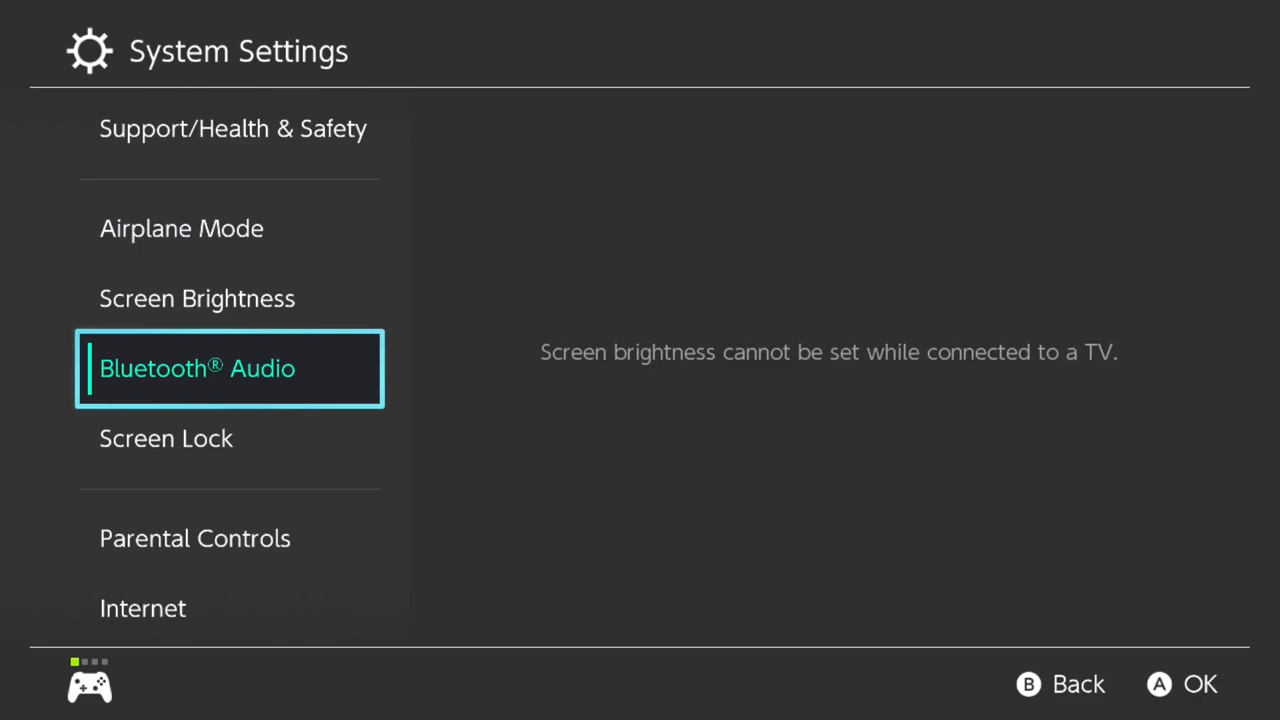 System Settings
Support/Health & Safety
Airplane Mode
Screen Brightness
Bluetooth® Audio
Screen Lock
Parental Controls
Internet
Screen brightness cannot be set while connected to a TV.
B Back
A OK